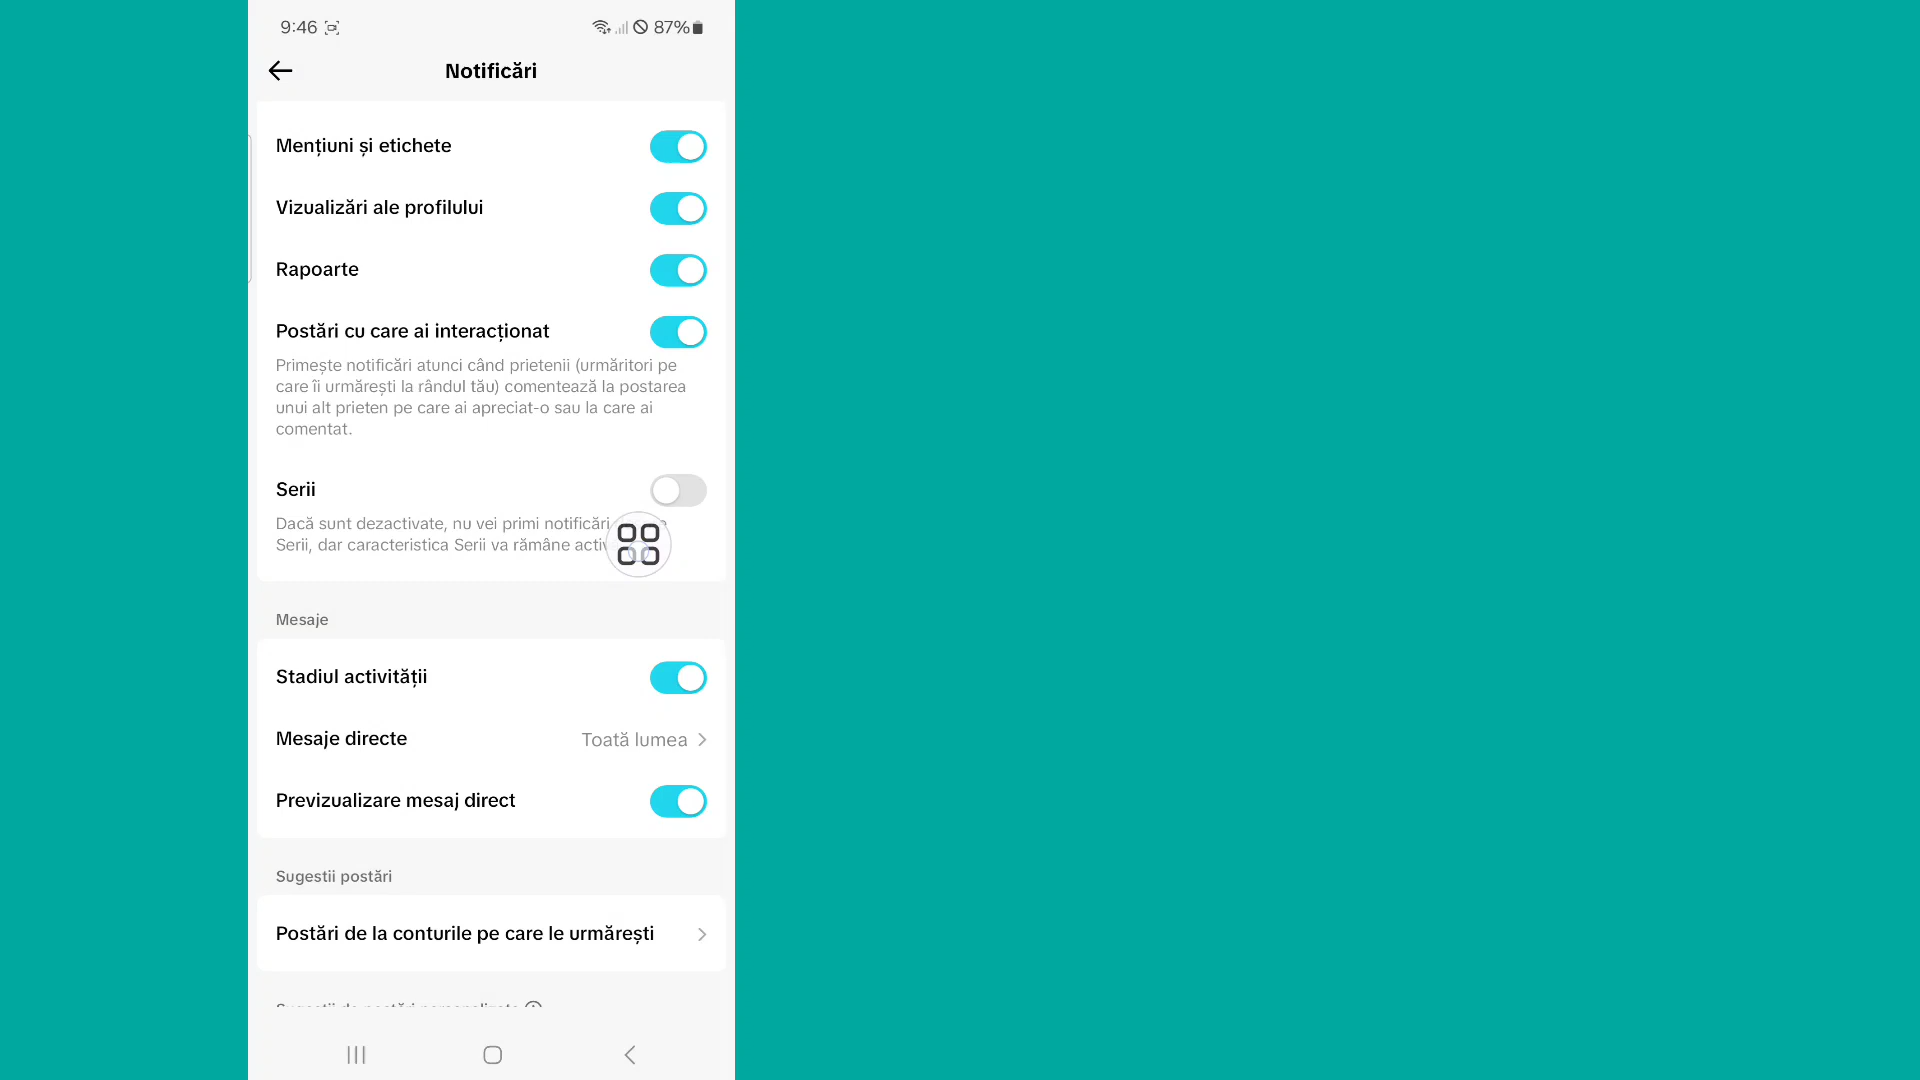 9:46
87%
Notificări
Mențiuni și etichete
Vizualizări ale profilului
Rapoarte
Postări cu care ai interacționat
Primește notificări atunci când prietenii (urmăritori pe
care îi urmărești la rândul tău) comentează la postarea
unui alt prieten pe care ai apreciat-o sau la care ai
comentat.
Serii
Dacă sunt dezactivate, nu vei primi notificări
Serii, dar caracteristica Serii va rămâne
Mesaje
Stadiul activității
Mesaje directe
Toată lumea
Previzualizare mesaj direct
Sugestii postări
Postări de la conturile pe care le urmărești